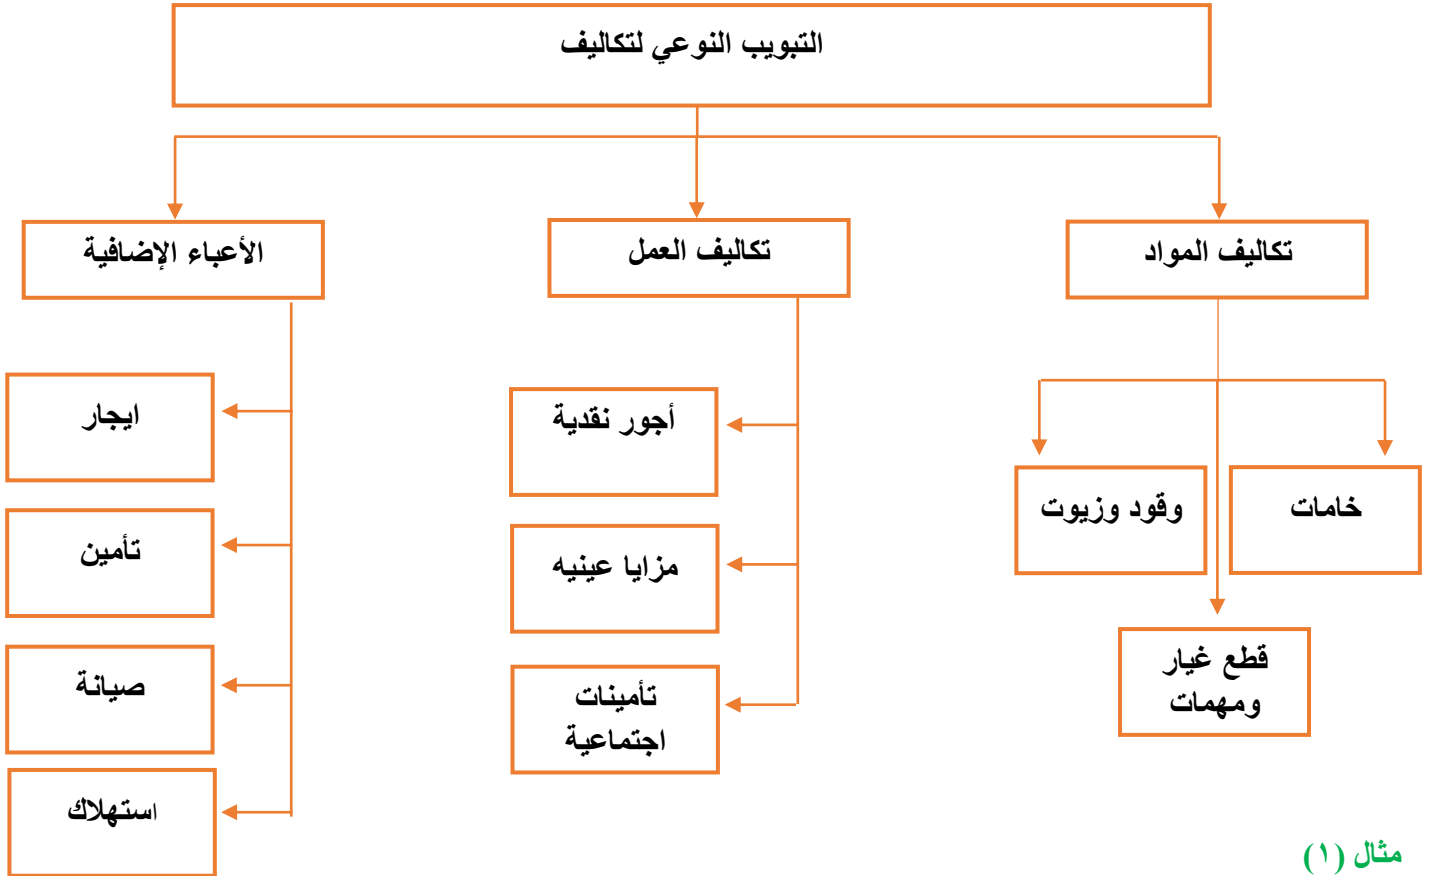 التبويب النوعي لتكاليف
تكاليف المواد
تكاليف العمل
الأعباء الإضافية
خامات
وقود وزيوت
قطع غيار
ومهمات
أجور نقدية
مزايا عينيه
تأمينات
اجتماعية
ايجار
تأمين
صيانة
استهلاك
مثال (١)